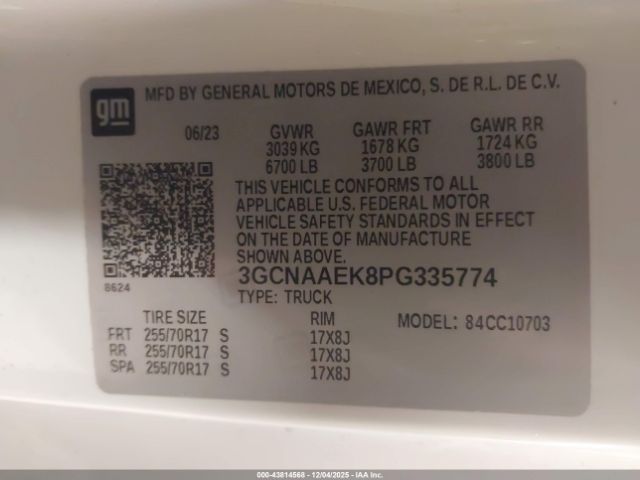 gm
MFD BY GENERAL MOTORS DE MEXICO, S. DE R.L. DE C.V.
06/23 GVWR GAWR FRT GAWR RR
3039 KG 1678 KG 1724 KG
6700 LB 3700 LB 3800 LB
THIS VEHICLE CONFORMS TO ALL
APPLICABLE U.S. FEDERAL MOTOR
VEHICLE SAFETY STANDARDS IN EFFECT
ON THE DATE OF MANUFACTURE
SHOWN ABOVE.
8624
3GCNAAEK8PG335774
TYPE: TRUCK
TIRE SIZE RIM MODEL: 84CC10703
FRT 255/70R17 S 17X8J
RR 255/70R17 S 17X8J
SPA 255/70R17 S 17X8J
000-43814568 - 12/04/2025 - COPART